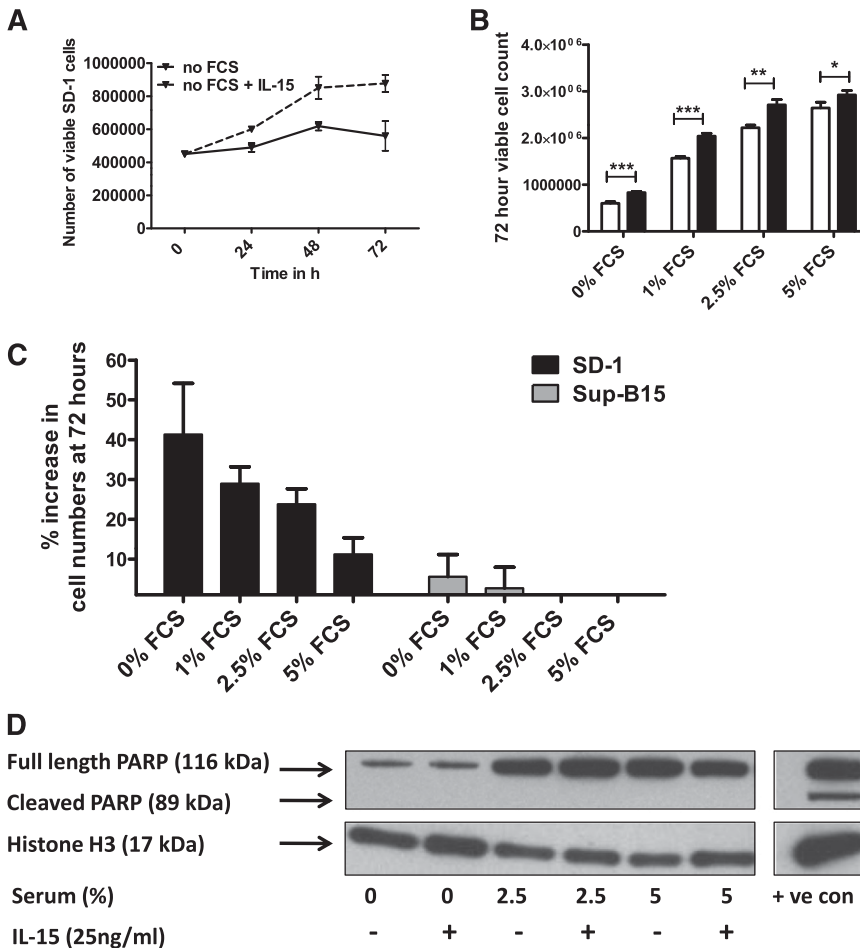 A
Number of viable SD-1 cells
1000000
800000
600000
400000
200000
0
no FCS
no FCS + IL-15
0
24
48
72
Time in h
B
72 hour viable cell count
4.0×10⁶
3.0×10⁶
2.0×10⁶
1000000
0
***
***
**
*
0% FCS
1% FCS
2.5% FCS
5% FCS
C
% increase in
cell numbers at 72 hours
60
50
40
30
20
10
SD-1
Sup-B15
0% FCS
1% FCS
2.5% FCS
5% FCS
0% FCS
1% FCS
2.5% FCS
5% FCS
D
Full length PARP (116 kDa)
Cleaved PARP (89 kDa)
Histone H3 (17 kDa)
Serum (%) 0 0 2.5 2.5 5 5 + ve con
IL-15 (25ng/ml) - + - + - +